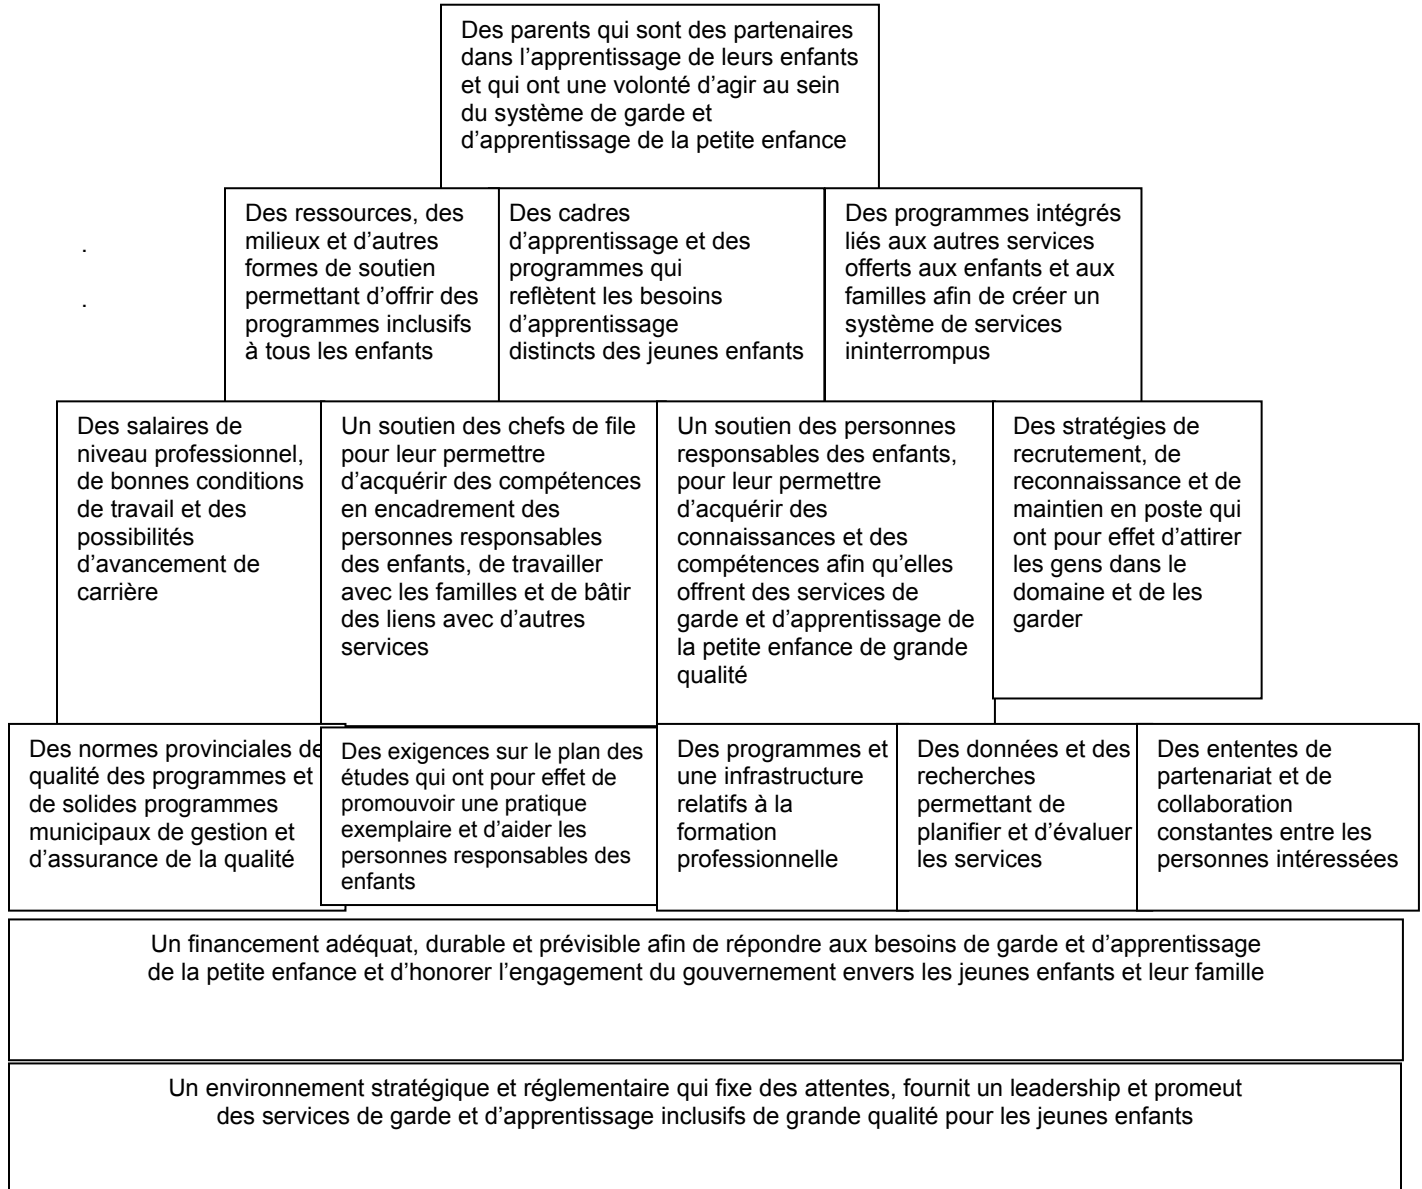 Des parents qui sont des partenaires
dans l’apprentissage de leurs enfants
et qui ont une volonté d’agir au sein
du système de garde et
d’apprentissage de la petite enfance
Des ressources, des
milieux et d’autres
formes de soutien
permettant d’offrir des
programmes inclusifs
à tous les enfants
Des cadres
d’apprentissage et des
programmes qui
reflètent les besoins
d’apprentissage
distincts des jeunes enfants
Des programmes intégrés
liés aux autres services
offerts aux enfants et aux
familles afin de créer un
système de services
ininterrompus
.
.
Des salaires de
niveau professionnel,
de bonnes conditions
de travail et des
possibilités
d’avancement de
carrière
Un soutien des chefs de file
pour leur permettre
d’acquérir des compétences
en encadrement des
personnes responsables
des enfants, de travailler
avec les familles et de bâtir
des liens avec d’autres
services
Un soutien des personnes
responsables des enfants,
pour leur permettre
d’acquérir des
connaissances et des
compétences afin qu’elles
offrent des services de
garde et d’apprentissage de
la petite enfance de grande
qualité
Des stratégies de
recrutement, de
reconnaissance et de
maintien en poste qui
ont pour effet d’attirer
les gens dans le
domaine et de les
garder
Des normes provinciales de
qualité des programmes et
de solides programmes
municipaux de gestion et
d’assurance de la qualité
Des exigences sur le plan des
études qui ont pour effet de
promouvoir une pratique
exemplaire et d’aider les
personnes responsables des
enfants
Des programmes et
une infrastructure
relatifs à la
formation
professionnelle
Des données et des
recherches
permettant de
planifier et d’évaluer
les services
Des ententes de
partenariat et de
collaboration
constantes entre les
personnes intéressées
Un financement adéquat, durable et prévisible afin de répondre aux besoins de garde et d’apprentissage
de la petite enfance et d’honorer l’engagement du gouvernement envers les jeunes enfants et leur famille
Un environnement stratégique et réglementaire qui fixe des attentes, fournit un leadership et promeut
des services de garde et d’apprentissage inclusifs de grande qualité pour les jeunes enfants